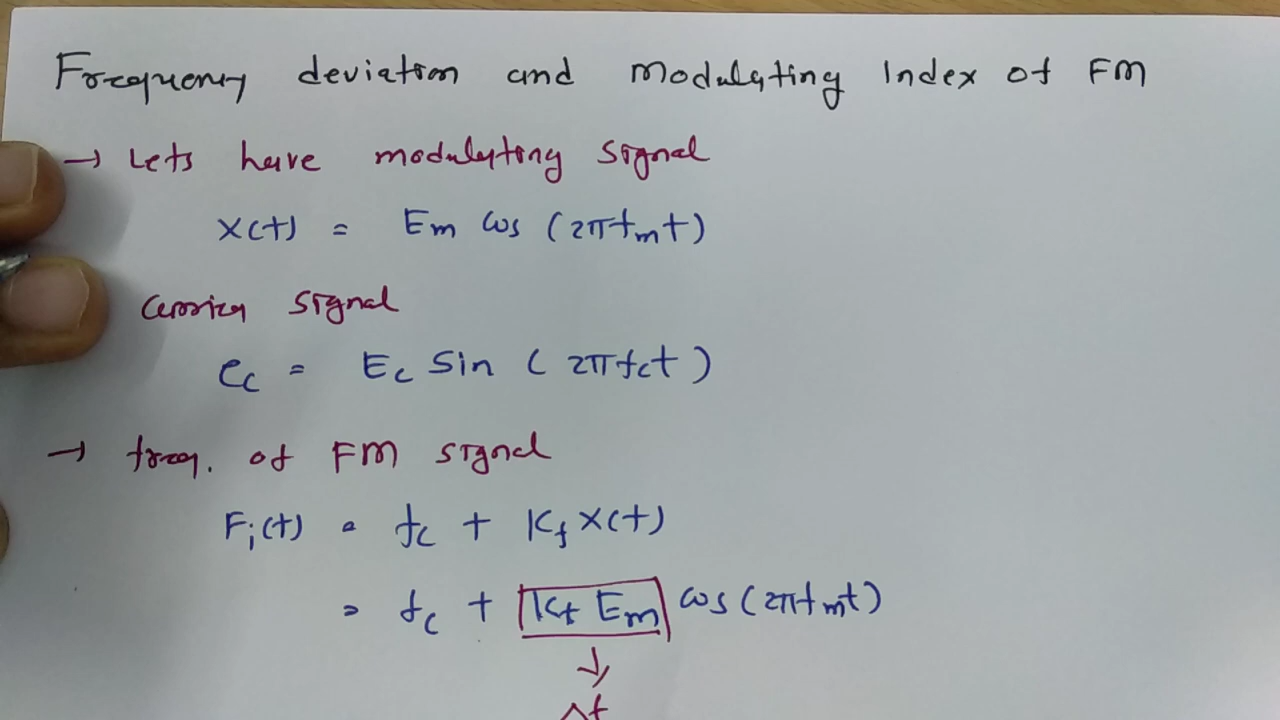 Frequency deviation and modulating Index of FM
→ Lets have modulating signal
x(t) = Em cos (2πfmt)
carrier signal
ec = Ec Sin ( 2πfct )
→ freq. of FM signal
Fi(t) = fc + Kf x(t)
= fc + Kf Em cos (2πfmt)
↓
Δf